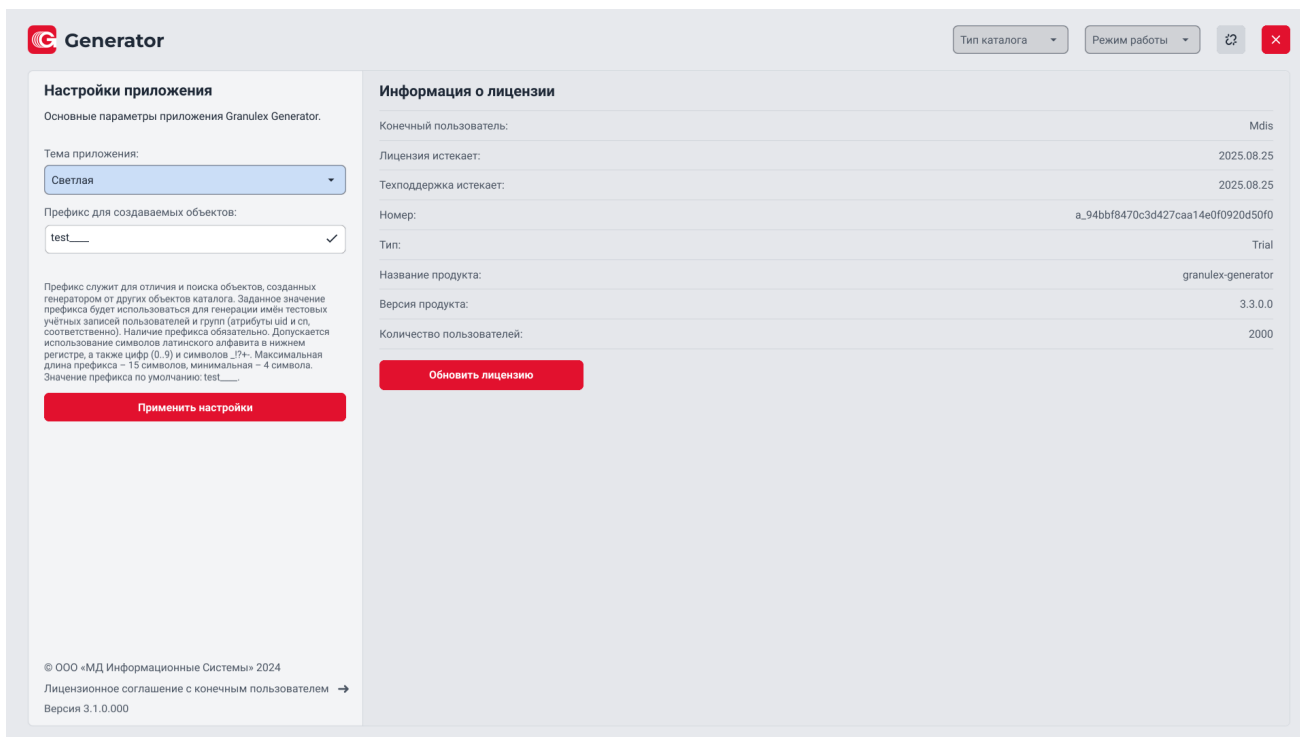 Generator
Тип каталога
Режим работы
Настройки приложения
Основные параметры приложения Granulex Generator.
Тема приложения:
Светлая
Префикс для создаваемых объектов:
test____
Префикс служит для отличия и поиска объектов, созданных
генератором от других объектов каталога. Заданное значение
префикса будет использоваться для генерации имён тестовых
учётных записей пользователей и групп (атрибуты uid и cn,
соответственно). Наличие префикса обязательно. Допускается
использование символов латинского алфавита в нижнем
регистре, а также цифр (0..9) и символов _!?+-. Максимальная
длина префикса – 15 символов, минимальная – 4 символа.
Значение префикса по умолчанию: test____.
Применить настройки
© ООО «МД Информационные Системы» 2024
Лицензионное соглашение с конечным пользователем →
Версия 3.1.0.000
Информация о лицензии
Конечный пользователь: Mdis
Лицензия истекает: 2025.08.25
Техподдержка истекает: 2025.08.25
Номер: a_94bbf8470c3d427caa14e0f0920d50f0
Тип: Trial
Название продукта: granulex-generator
Версия продукта: 3.3.0.0
Количество пользователей: 2000
Обновить лицензию